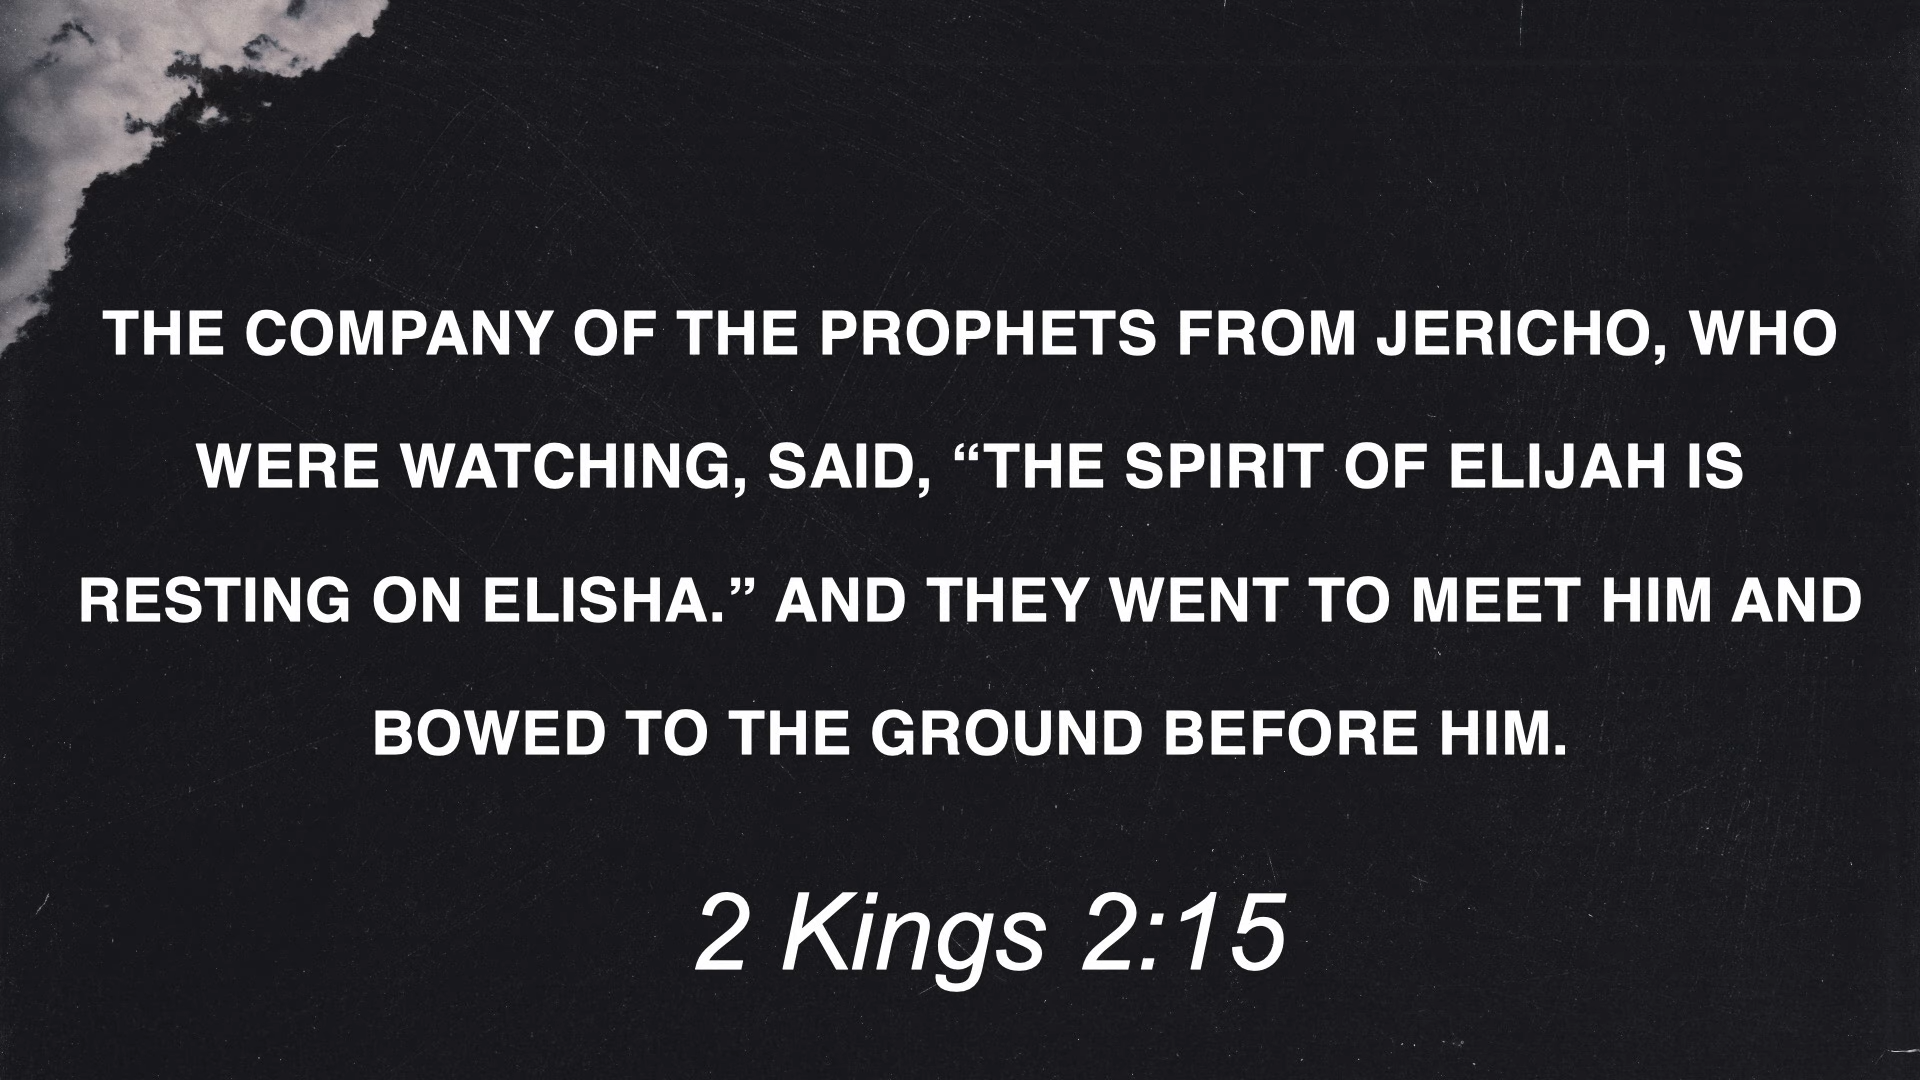 THE COMPANY OF THE PROPHETS FROM JERICHO, WHO
WERE WATCHING, SAID, “THE SPIRIT OF ELIJAH IS
RESTING ON ELISHA.” AND THEY WENT TO MEET HIM AND
BOWED TO THE GROUND BEFORE HIM.
2 Kings 2:15